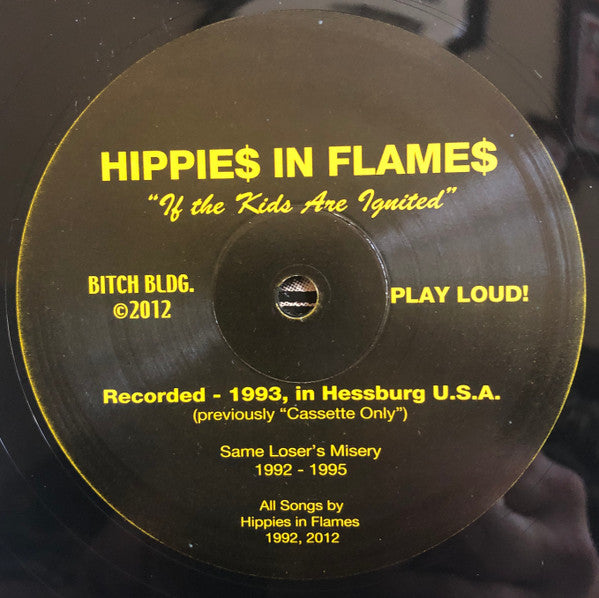 HIPPIE$ IN FLAME$
"If the Kids Are Ignited"
BITCH BLDG.
©2012
PLAY LOUD!
Recorded - 1993, in Hessburg U.S.A.
(previously "Cassette Only")
Same Loser's Misery
1992 - 1995
All Songs by
Hippies in Flames
1992, 2012